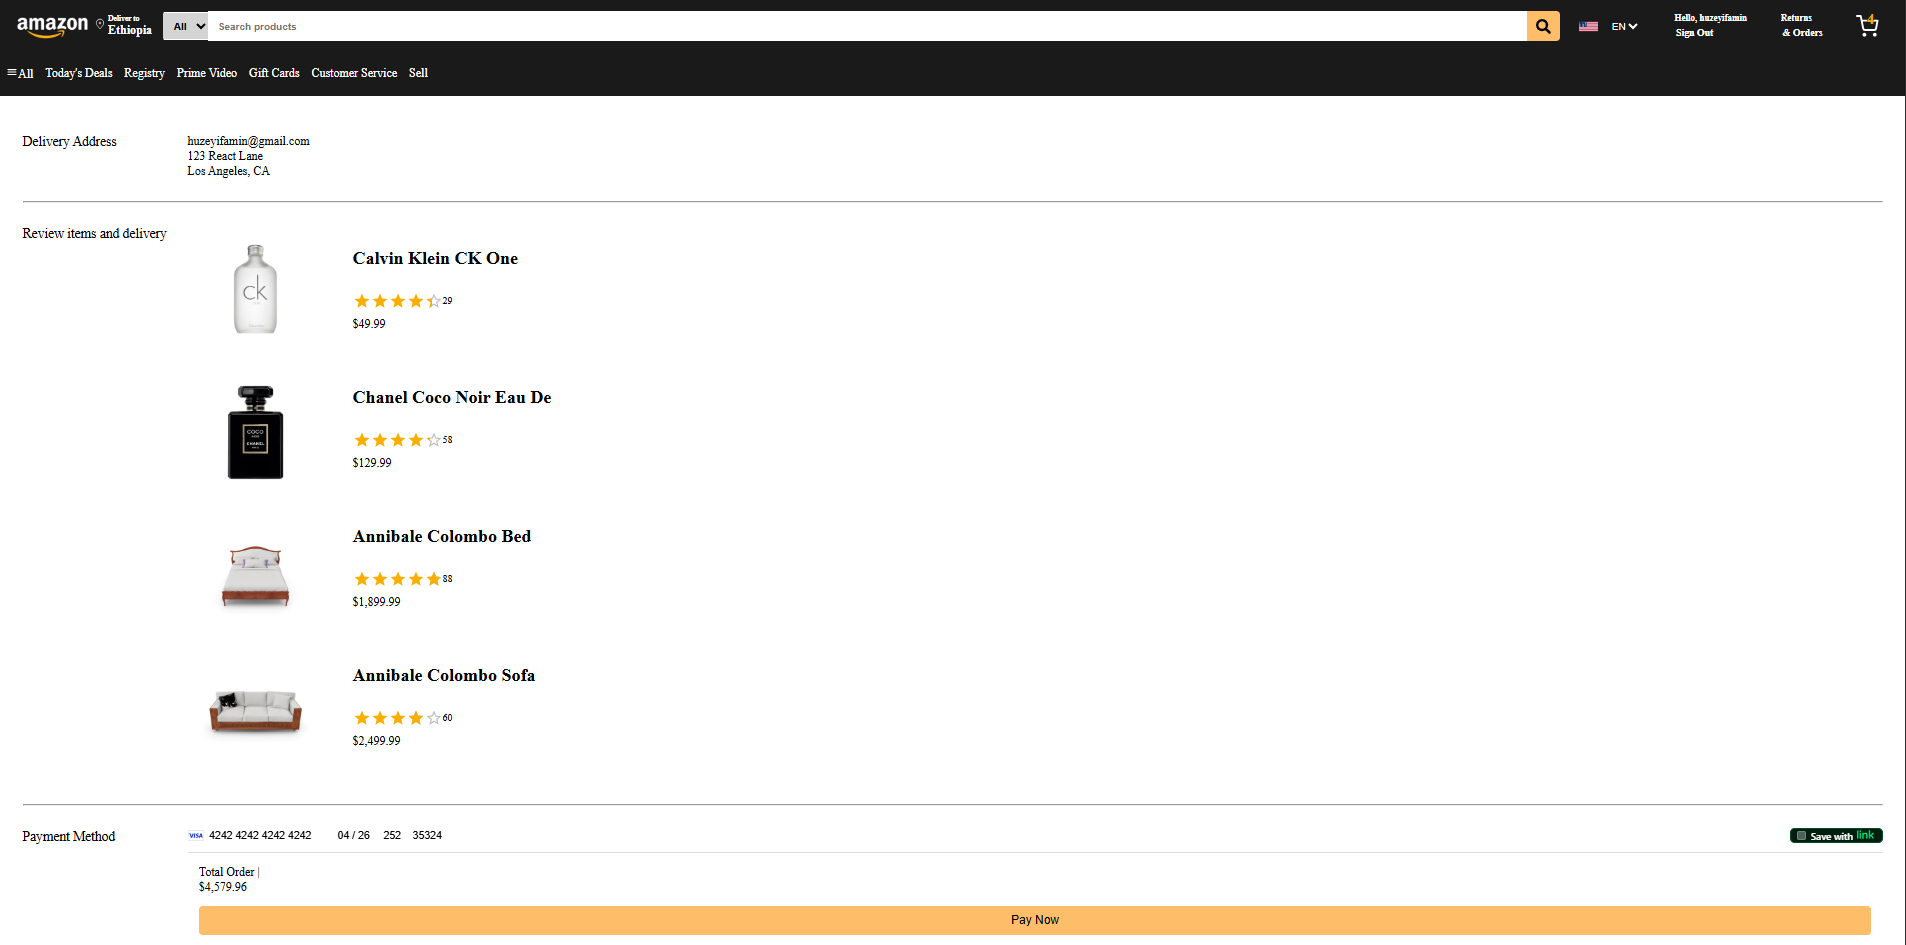 amazon
Deliver to
Ethiopia
All
Search products
EN
Hello, huzeyifamin
Sign Out
Returns
& Orders
4
All
Today's Deals
Registry
Prime Video
Gift Cards
Customer Service
Sell
Delivery Address
huzeyifamin@gmail.com
123 React Lane
Los Angeles, CA
Review items and delivery
ck
Calvin Klein CK One
29
$49.99
COCO
CHANEL
Chanel Coco Noir Eau De
58
$129.99
Annibale Colombo Bed
88
$1,899.99
Annibale Colombo Sofa
60
$2,499.99
Payment Method
VISA 4242 4242 4242 4242 04 / 26 252 35324
Save with link
Total Order |
$4,579.96
Pay Now